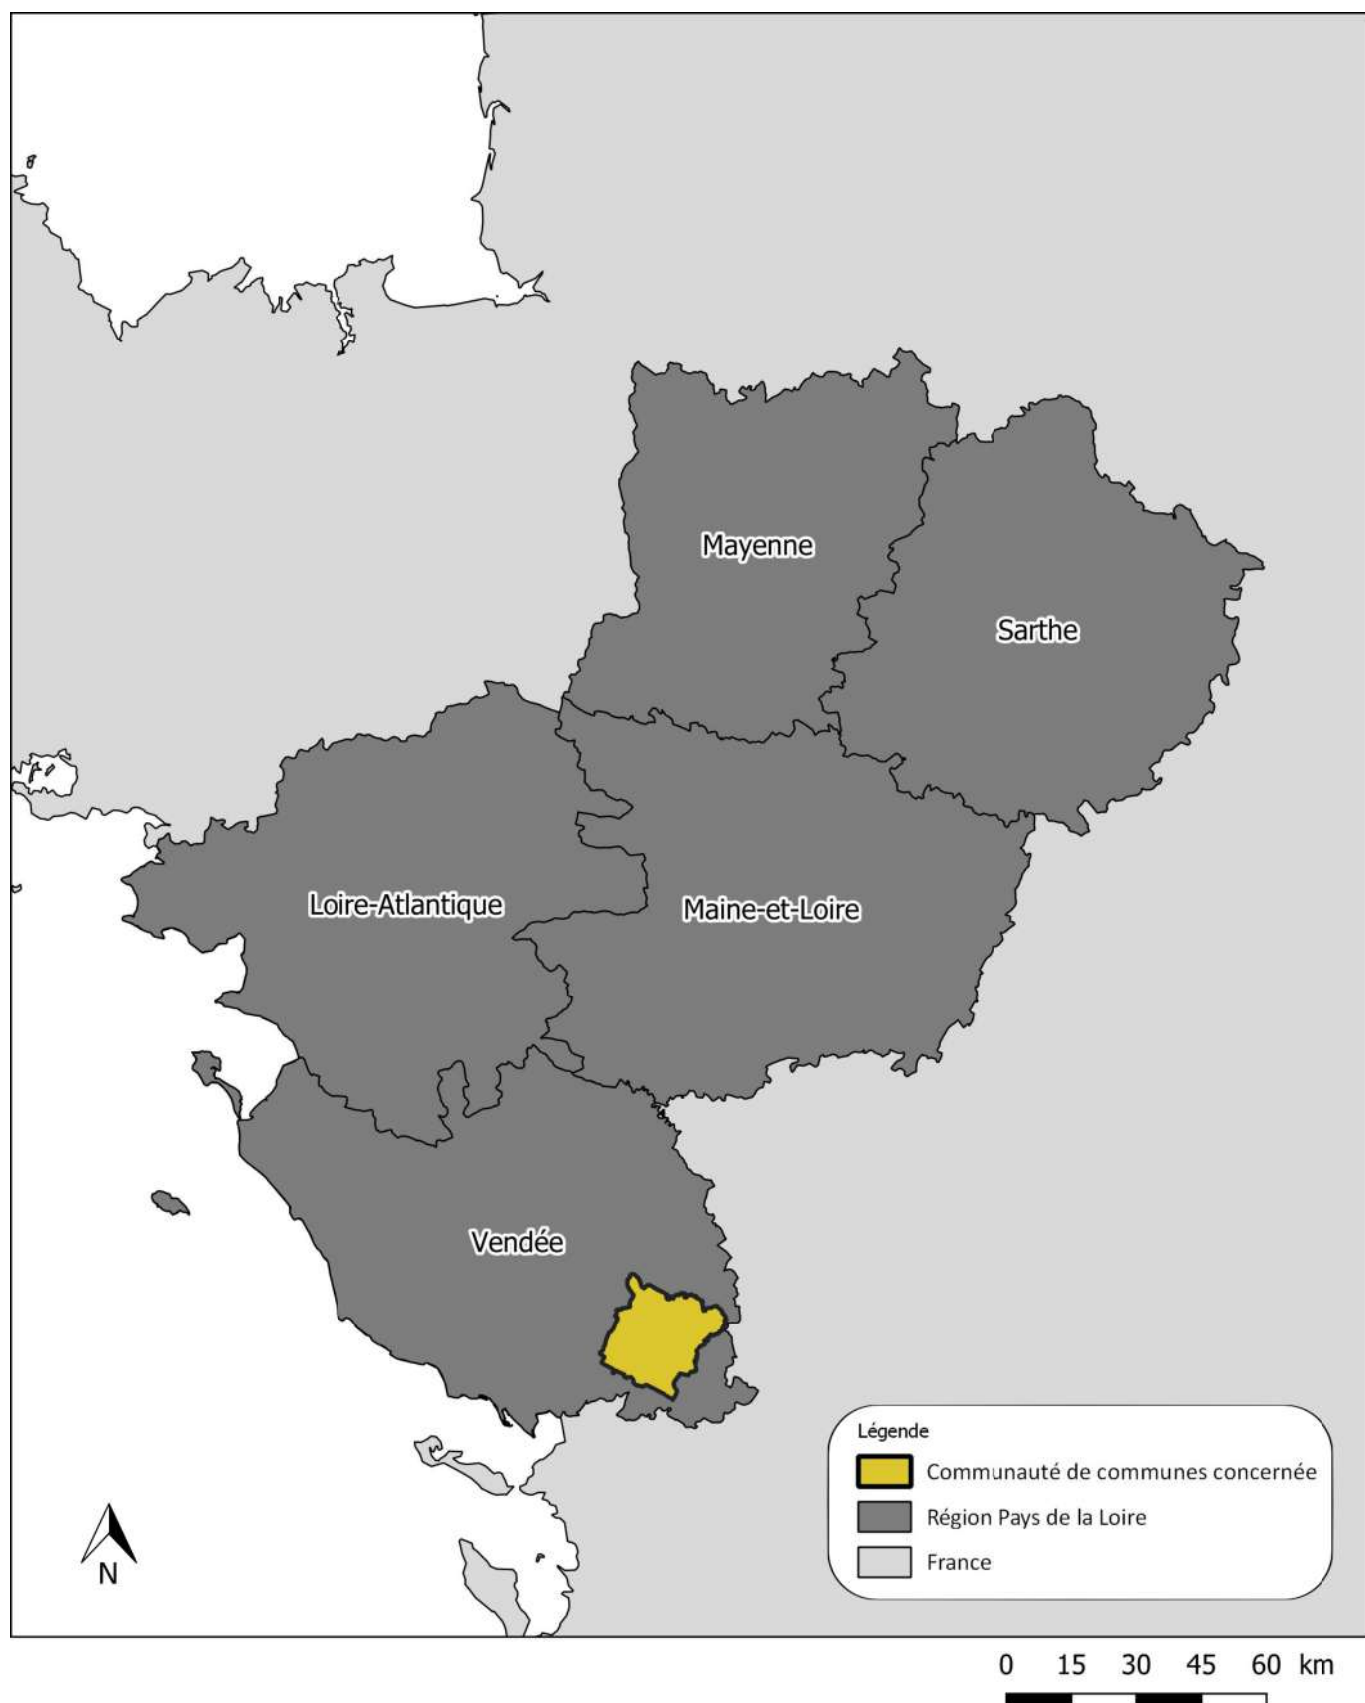 Mayenne
Sarthe
Loire-Atlantique
Maine-et-Loire
Vendée
Légende
Communauté de communes concernée
Région Pays de la Loire
France
N
0 15 30 45 60 km